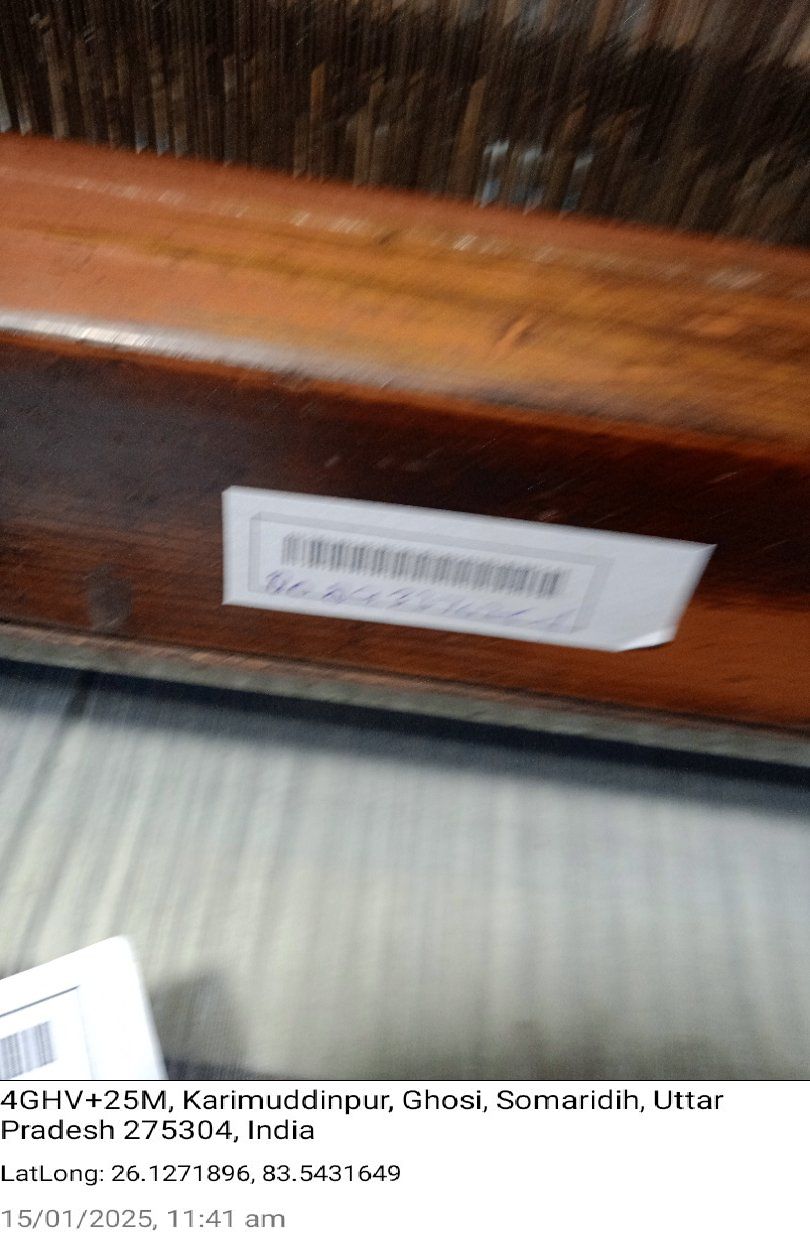 4GHV+25M, Karimuddinpur, Ghosi, Somaridih, Uttar
Pradesh 275304, India
LatLong: 26.1271896, 83.5431649
15/01/2025, 11:41 am